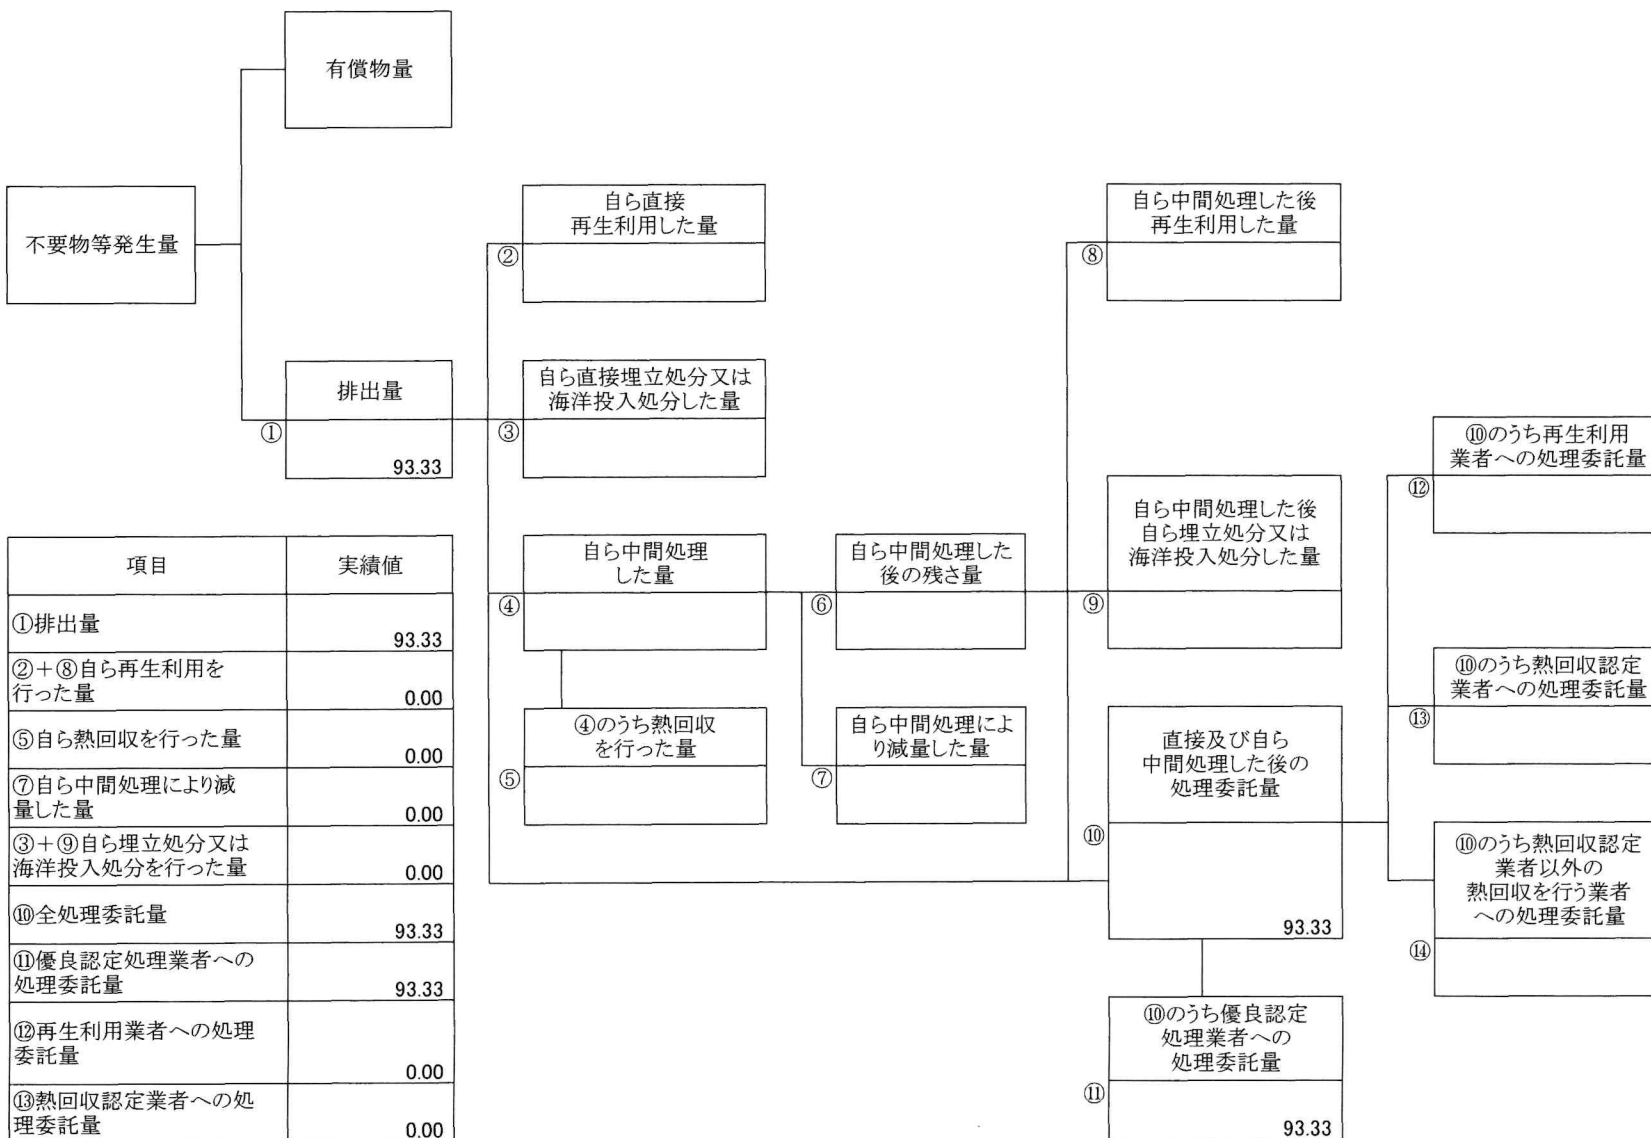 有償物量
不要物等発生量
自ら直接
再生利用した量
②
自ら中間処理した後
再生利用した量
⑧
排出量
①
93.33
自ら直接埋立処分又は
海洋投入処分した量
③
⑩のうち再生利用
業者への処理委託量
⑫
自ら中間処理した後
自ら埋立処分又は
海洋投入処分した量
⑨
自ら中間処理
した量
④
自ら中間処理した
後の残さ量
⑥
④のうち熱回収
を行った量
⑤
自ら中間処理によ
り減量した量
⑦
直接及び自ら
中間処理した後の
処理委託量
⑩
93.33
⑩のうち熱回収認定
業者への処理委託量
⑬
⑩のうち熱回収認定
業者以外の
熱回収を行う業者
への処理委託量
⑭
⑩のうち優良認定
処理業者への
処理委託量
⑪
93.33
項目 実績値
①排出量
93.33
②＋⑧自ら再生利用を
行った量
0.00
⑤自ら熱回収を行った量
0.00
⑦自ら中間処理により減
量した量
0.00
③＋⑨自ら埋立処分又は
海洋投入処分を行った量
0.00
⑩全処理委託量
93.33
⑪優良認定処理業者への
処理委託量
93.33
⑫再生利用業者への処理
委託量
0.00
⑬熱回収認定業者への処
理委託量
0.00